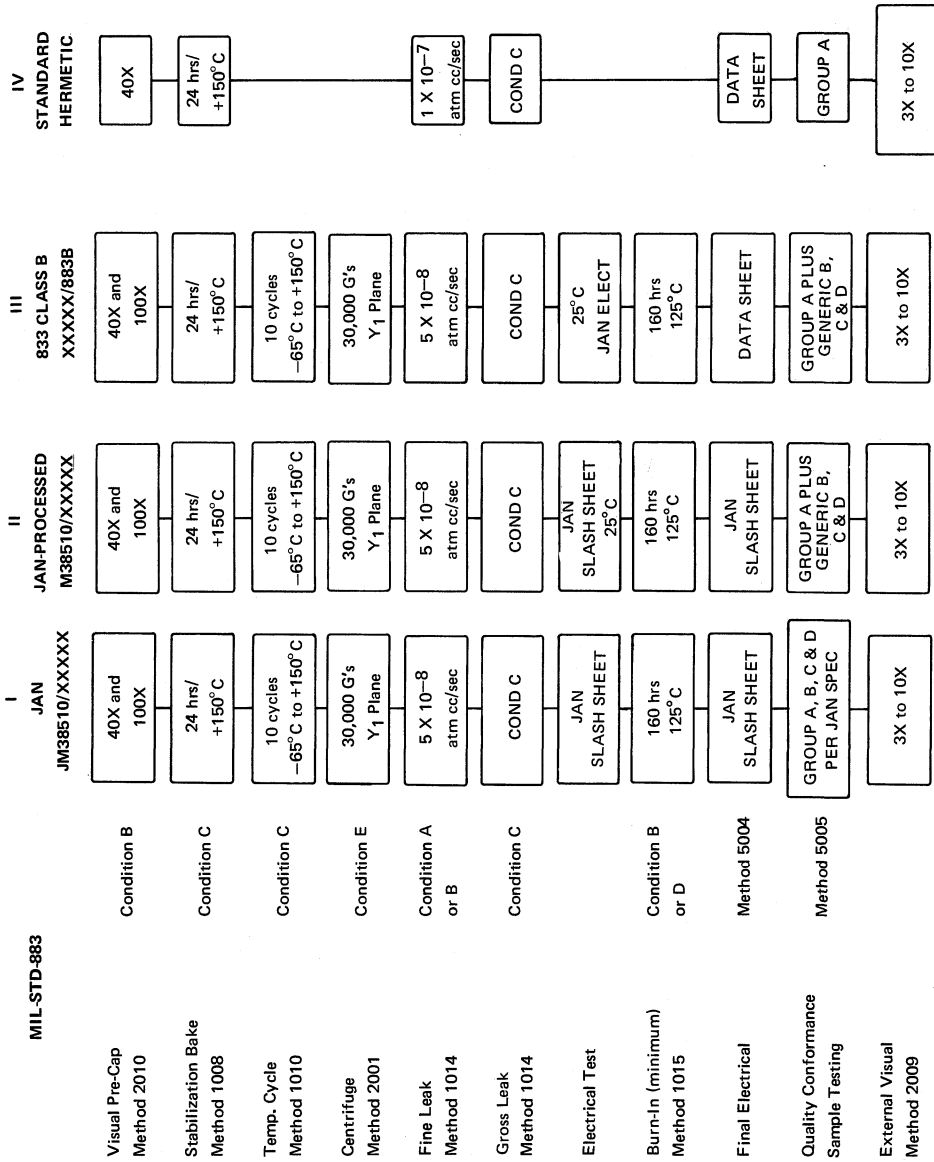 MIL-STD-883
I
JAN
JM38510/XXXXX
II
JAN-PROCESSED
M38510/XXXXX
III
833 CLASS B
XXXXX/883B
IV
STANDARD
HERMETIC
Visual Pre-Cap
Method 2010
Condition B
40X and
100X
40X and
100X
40X and
100X
40X
Stabilization Bake
Method 1008
Condition C
24 hrs/
+150°C
24 hrs/
+150°C
24 hrs/
+150°C
24 hrs/
+150°C
Temp. Cycle
Method 1010
Condition C
10 cycles
−65°C to +150°C
10 cycles
−65°C to +150°C
10 cycles
−65°C to +150°C
Centrifuge
Method 2001
Condition E
30,000 G's
Y1 Plane
30,000 G's
Y1 Plane
30,000 G's
Y1 Plane
Fine Leak
Method 1014
Condition A
or B
5 X 10−8
atm cc/sec
5 X 10−8
atm cc/sec
5 X 10−8
atm cc/sec
1 X 10−7
atm cc/sec
Gross Leak
Method 1014
Condition C
COND C
COND C
COND C
COND C
Electrical Test
JAN
SLASH SHEET
JAN
SLASH SHEET
25°C
25°C
JAN ELECT
Burn-In (minimum)
Method 1015
Condition B
or D
160 hrs
125°C
160 hrs
125°C
160 hrs
125°C
Final Electrical
Method 5004
JAN
SLASH SHEET
JAN
SLASH SHEET
DATA SHEET
DATA
SHEET
Quality Conformance
Sample Testing
Method 5005
GROUP A, B, C & D
PER JAN SPEC
GROUP A PLUS
GENERIC B,
C & D
GROUP A PLUS
GENERIC B,
C & D
GROUP A
External Visual
Method 2009
3X to 10X
3X to 10X
3X to 10X
3X to 10X